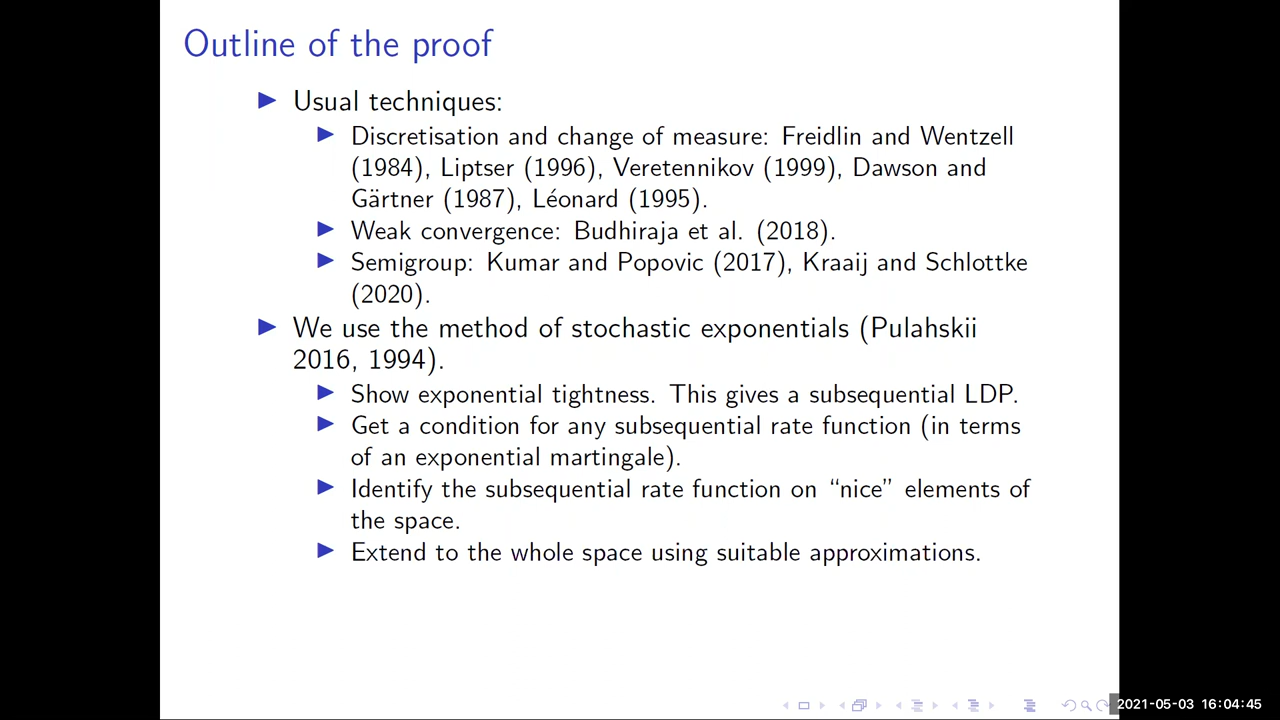 Outline of the proof
Usual techniques:
Discretisation and change of measure: Freidlin and Wentzell
(1984), Liptser (1996), Veretennikov (1999), Dawson and
Gärtner (1987), Léonard (1995).
Weak convergence: Budhiraja et al. (2018).
Semigroup: Kumar and Popovic (2017), Kraaij and Schlottke
(2020).
We use the method of stochastic exponentials (Pulahskii
2016, 1994).
Show exponential tightness. This gives a subsequential LDP.
Get a condition for any subsequential rate function (in terms
of an exponential martingale).
Identify the subsequential rate function on “nice” elements of
the space.
Extend to the whole space using suitable approximations.
2021-05-03 16:04:45